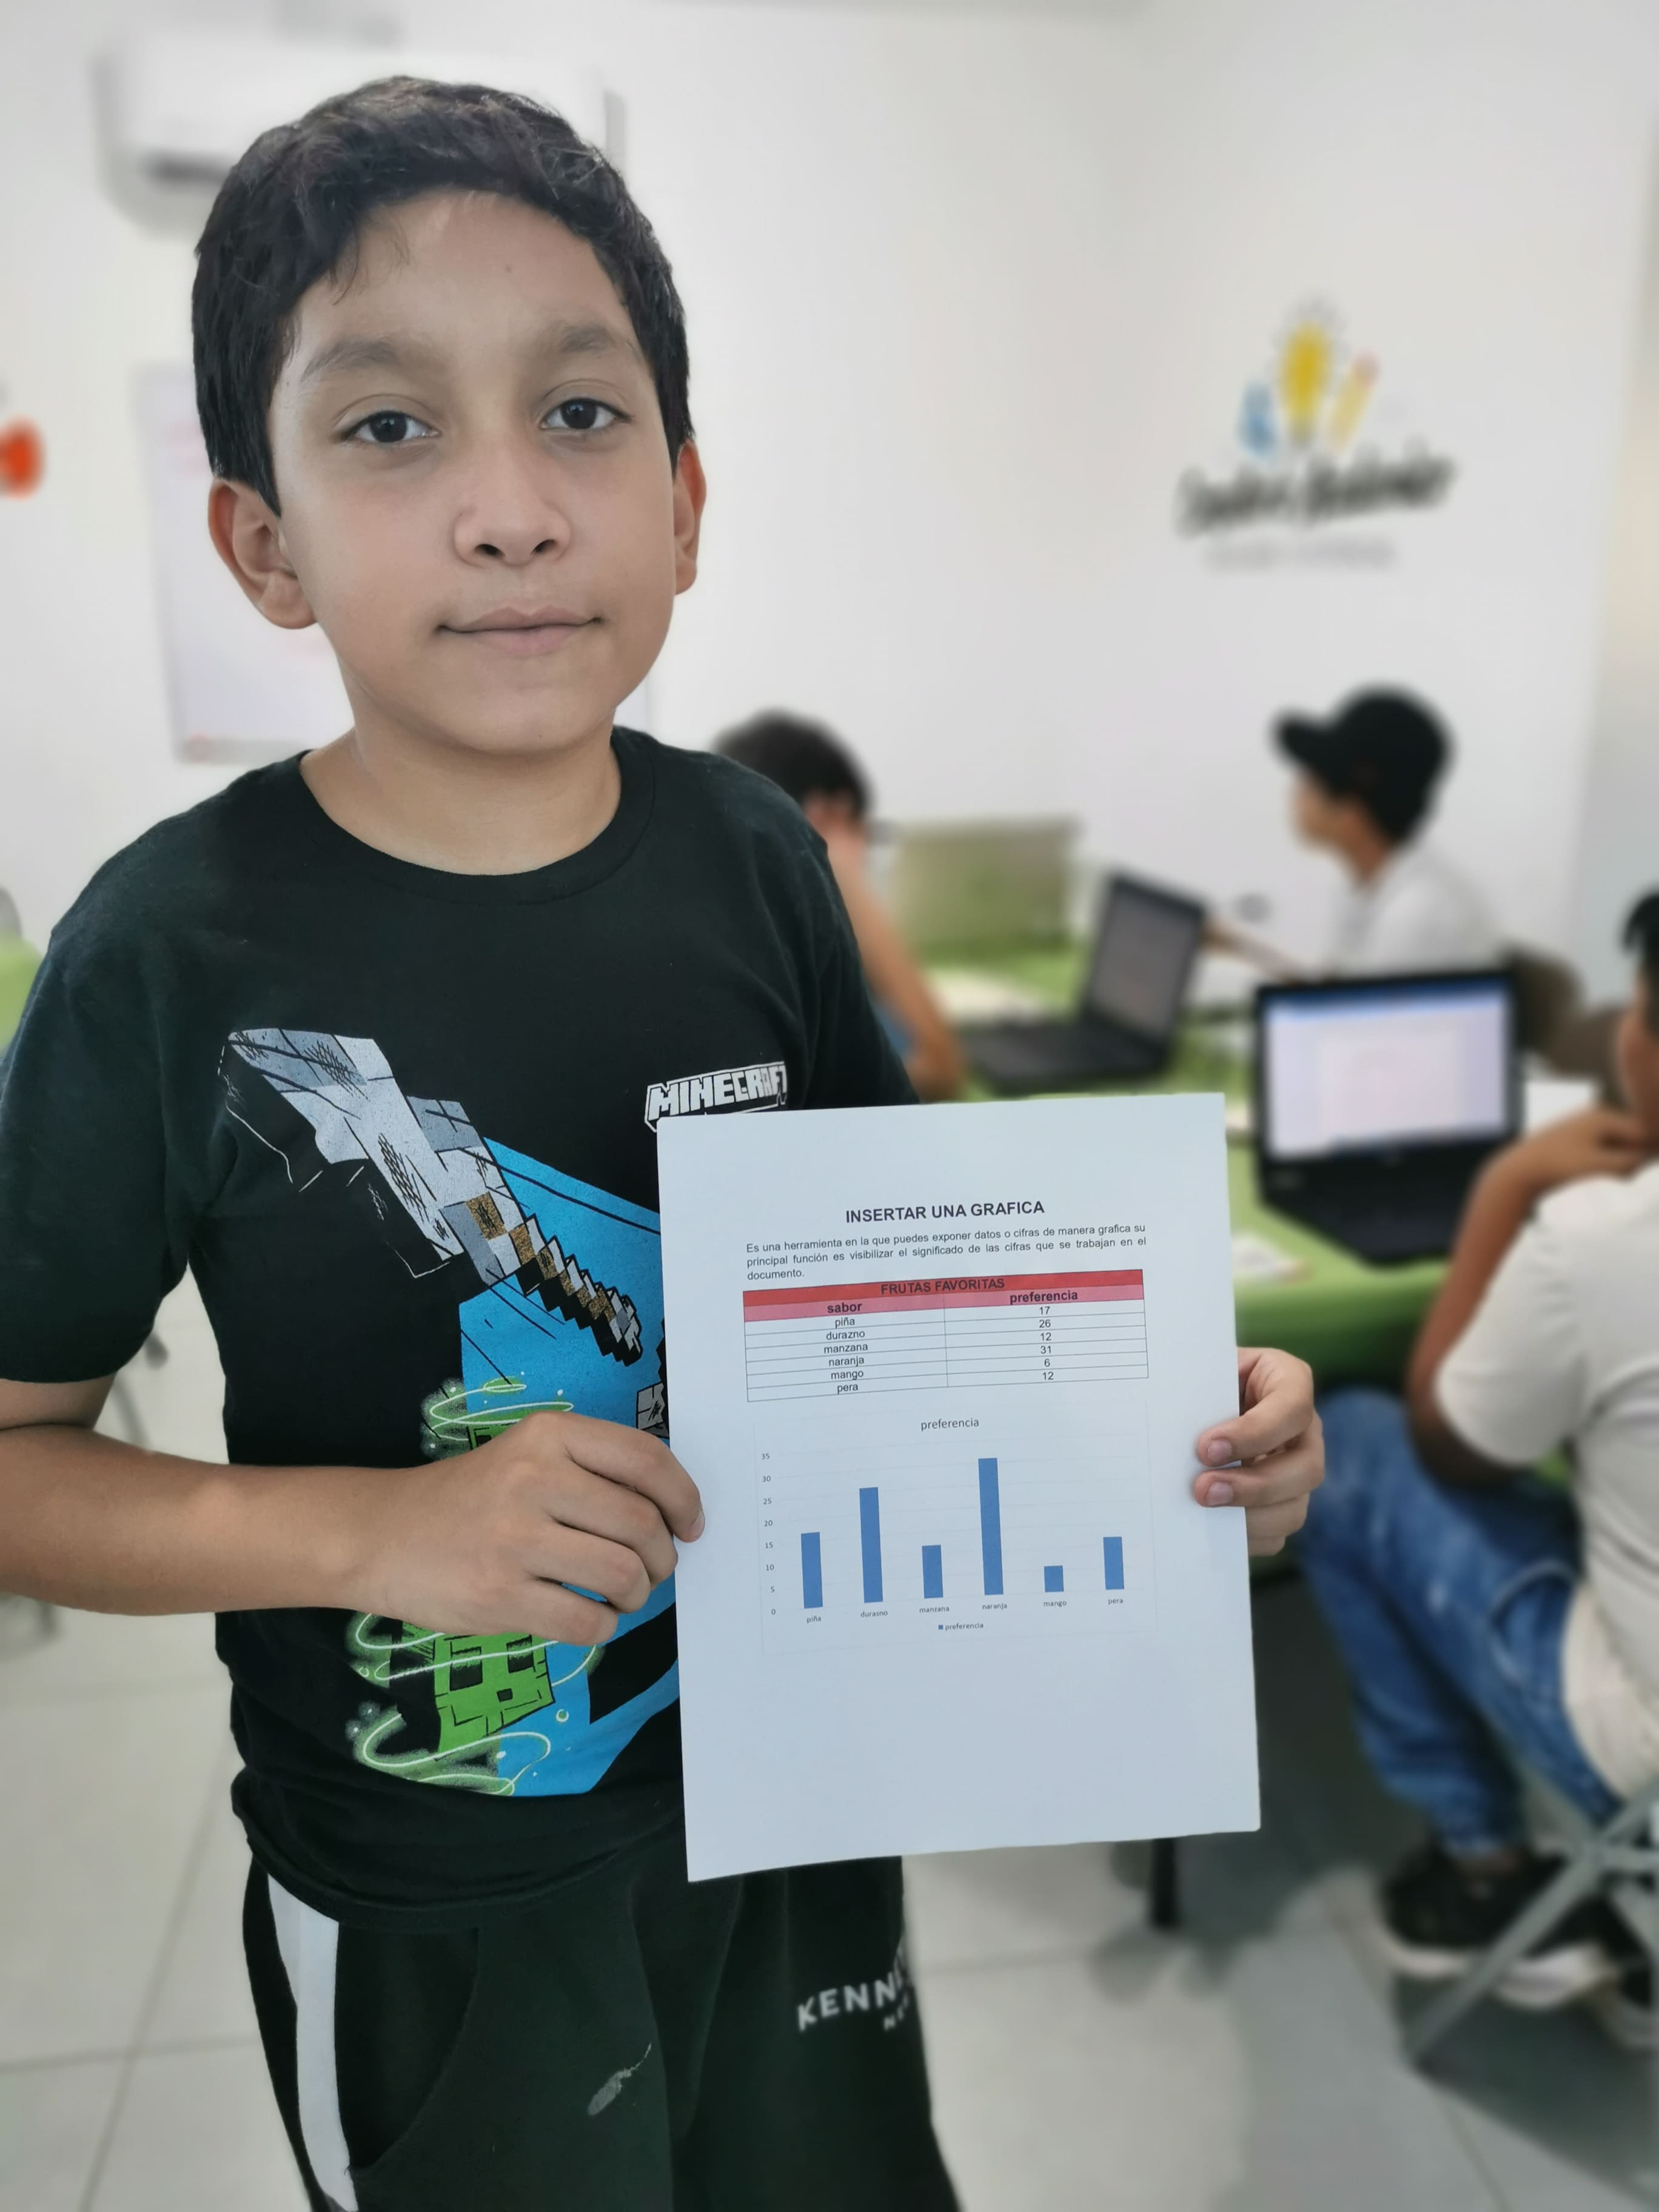 MINECRAFT
INSERTAR UNA GRAFICA
Es una herramienta en la que puedes exponer datos o cifras de manera grafica su
principal función es visibilizar el significado de las cifras que se trabajan en el
documento.
FRUTAS FAVORITAS
sabor preferencia
piña 17
durazno 26
manzana 12
naranja 31
mango 6
pera 12
preferencia
35
30
25
20
15
10
5
0
piña durasno manzana naranja mango pera
preferencia
KENNE